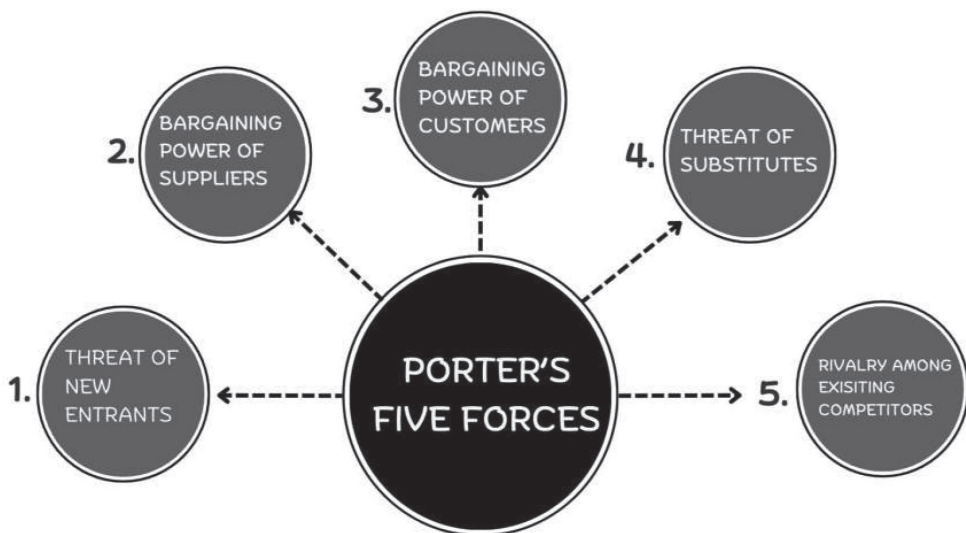 1.
THREAT OF
NEW
ENTRANTS
2.
BARGAINING
POWER OF
SUPPLIERS
3.
BARGAINING
POWER OF
CUSTOMERS
4.
THREAT OF
SUBSTITUTES
5.
RIVALRY AMONG
EXISITING
COMPETITORS
PORTER'S
FIVE FORCES